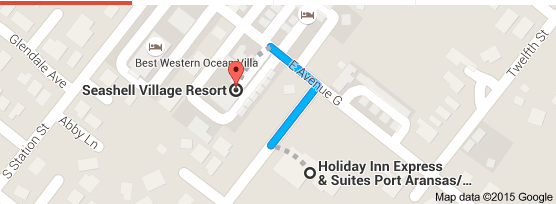 Glendale Ave
Best Western Ocean Villa
Seashell Village Resort
E Avenue G
Twelfth St
S Station St
Abby Ln
Holiday Inn Express
& Suites Port Aransas/...
Map data ©2015 Google